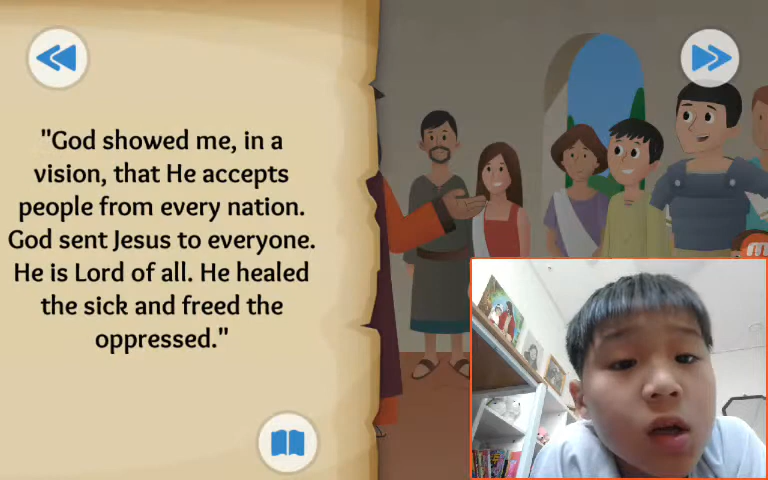 "God showed me, in a
vision, that He accepts
people from every nation.
God sent Jesus to everyone.
He is Lord of all. He healed
the sick and freed the
oppressed."